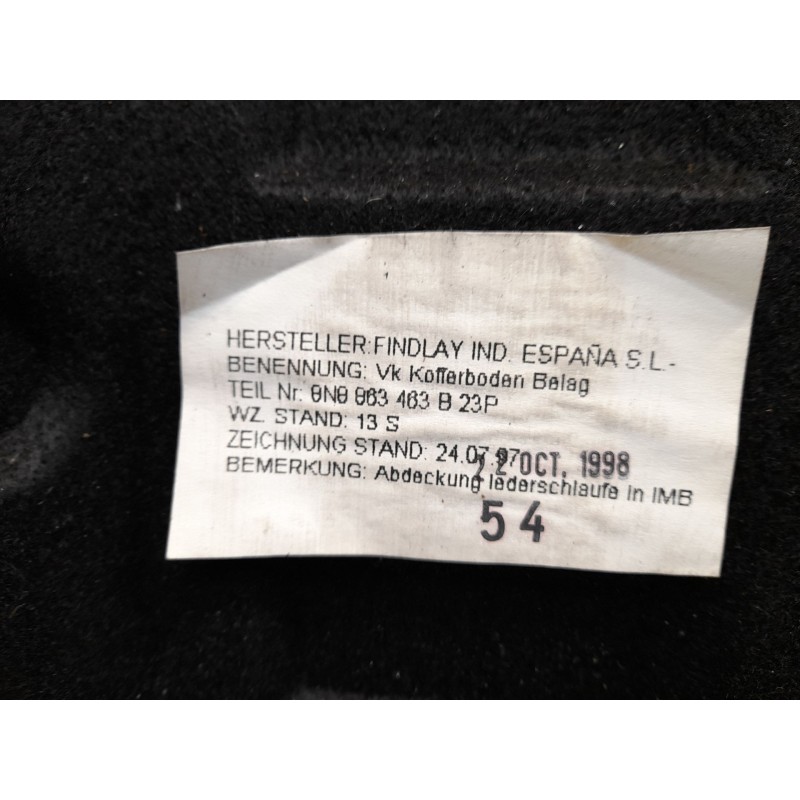 HERSTELLER:FINDLAY IND. ESPAÑA S.L.-
BENENNUNG: Vk Kofferboden Belag
TEIL Nr: 8N8 863 463 B 23P
WZ. STAND: 13 S
ZEICHNUNG STAND: 24.07.97
22 OCT. 1998
BEMERKUNG: Abdeckung lederschlaufe in IMB
54